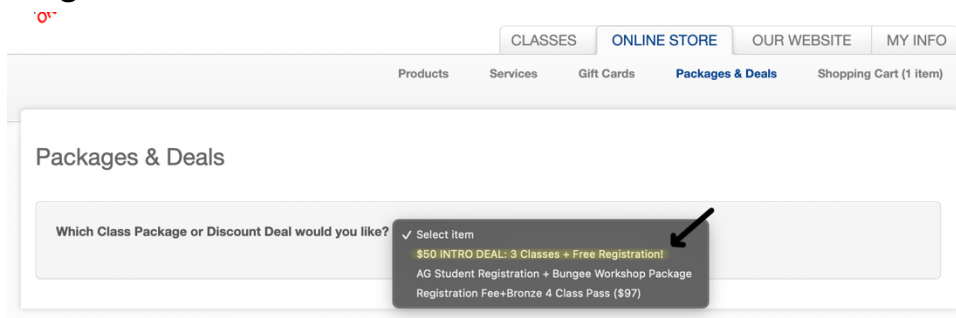 CLASSES ONLINE STORE OUR WEBSITE MY INFO
Products Services Gift Cards Packages & Deals Shopping Cart (1 item)
Packages & Deals
Which Class Package or Discount Deal would you like? ✓ Select item
$50 INTRO DEAL: 3 Classes + Free Registration!
AG Student Registration + Bungee Workshop Package
Registration Fee+Bronze 4 Class Pass ($97)